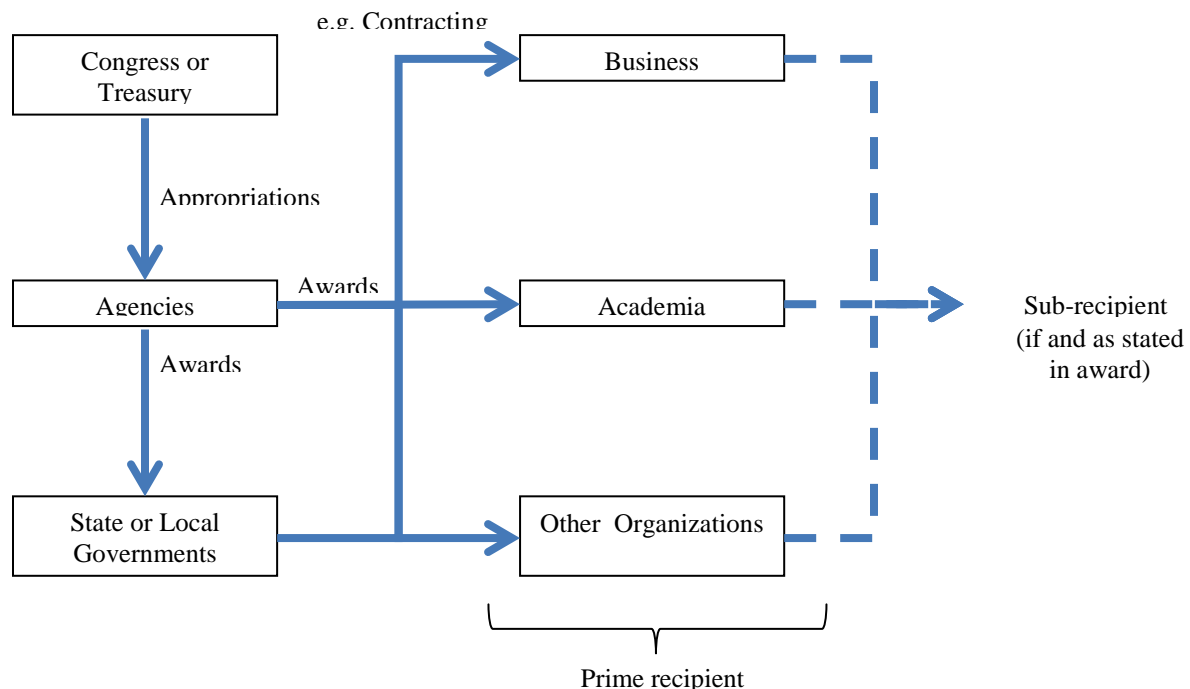 e.g. Contracting
Congress or
Treasury
Business
Appropriations
Agencies
Awards
Academia
Sub-recipient
(if and as stated
in award)
Awards
State or Local
Governments
Other Organizations
Prime recipient